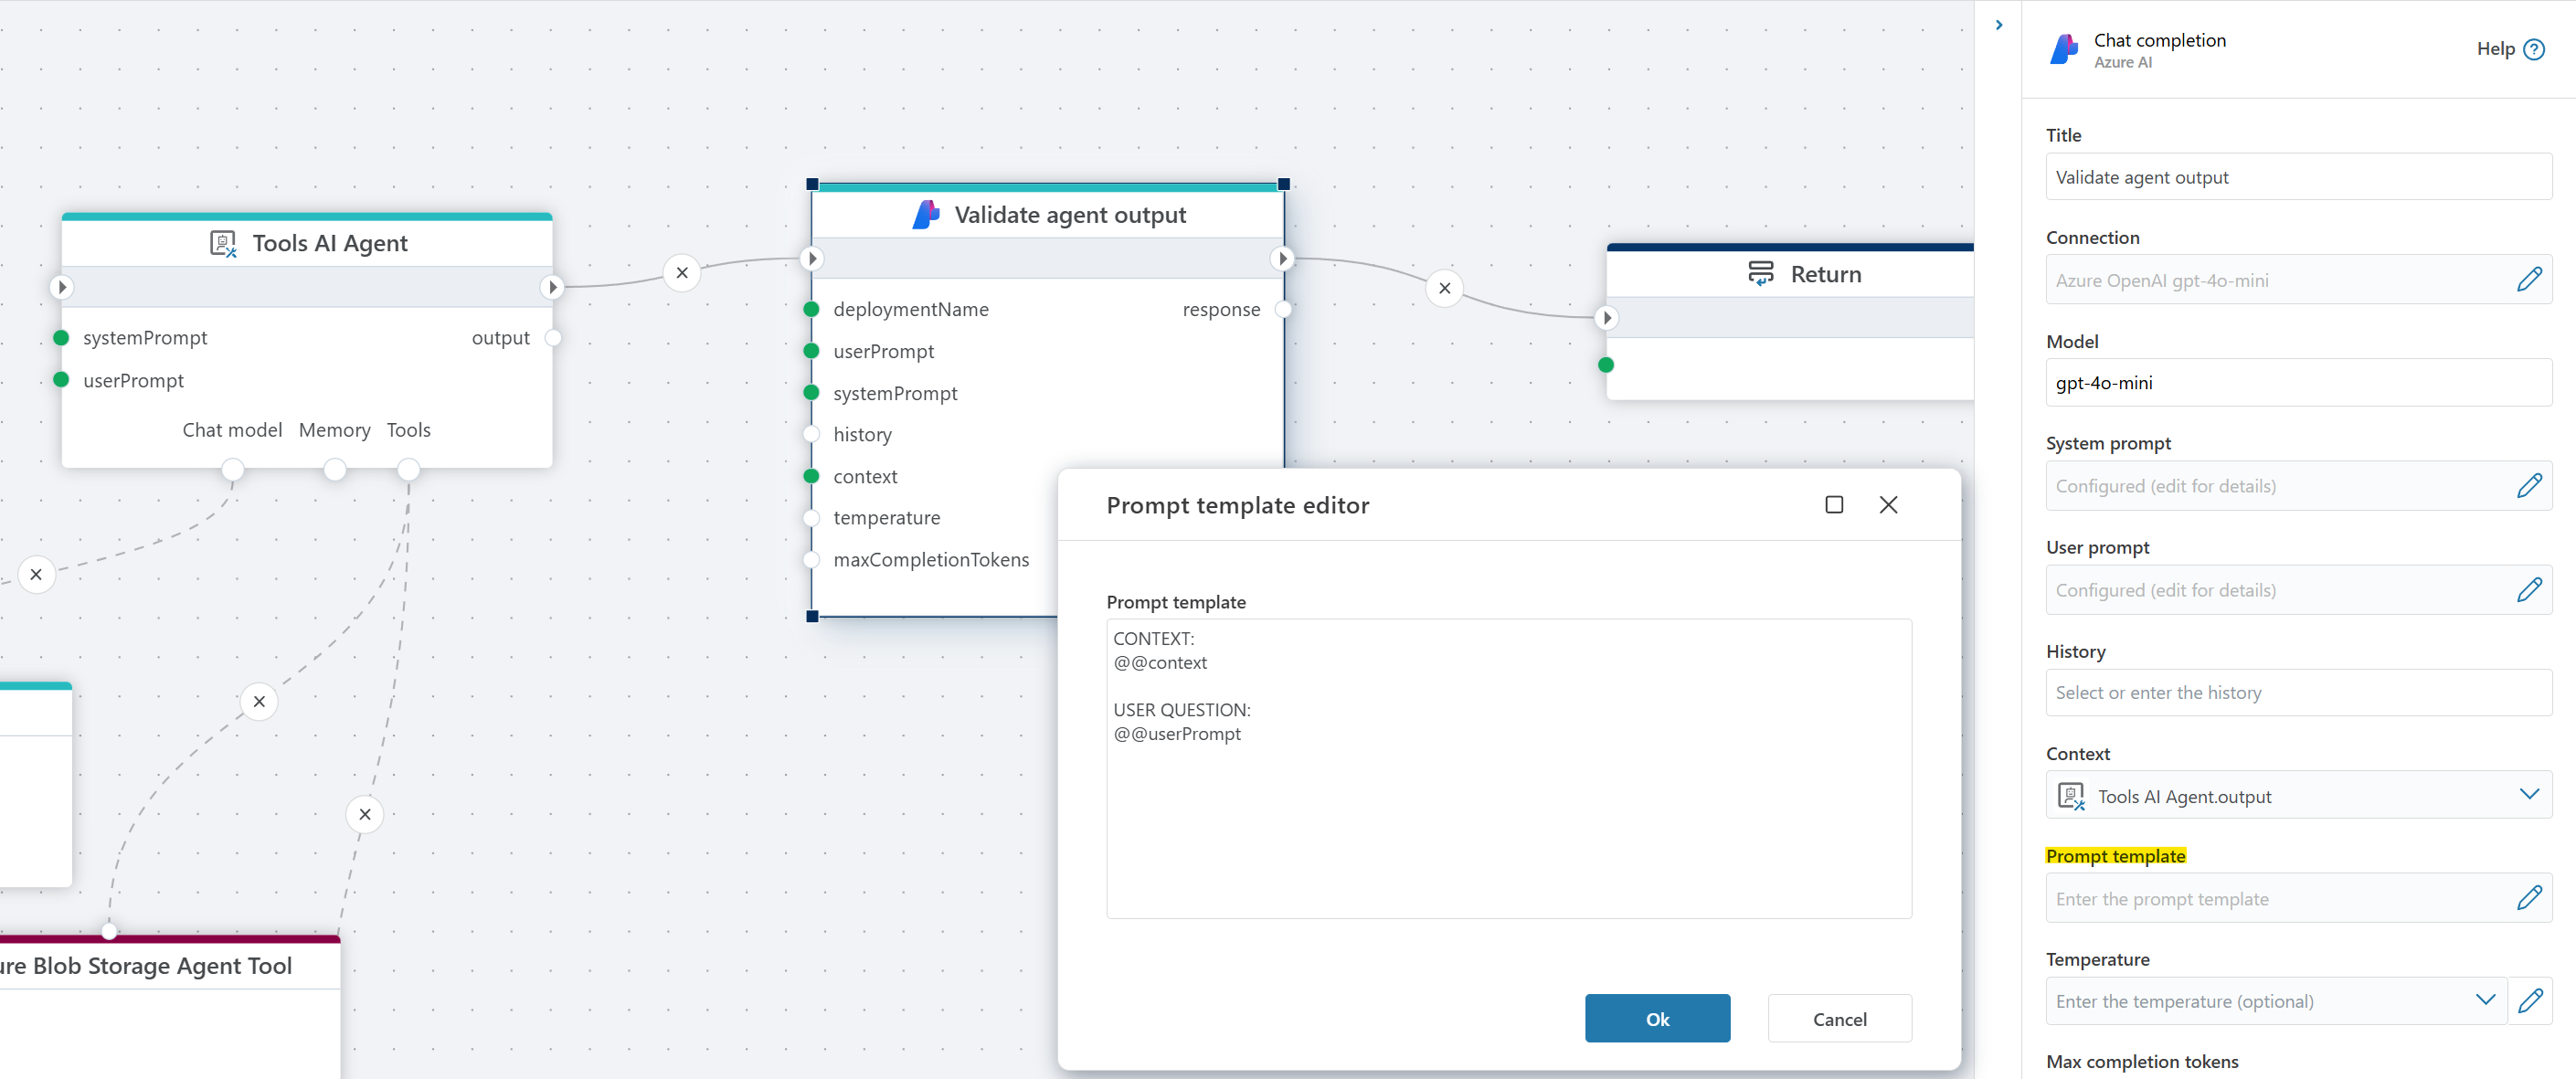 Tools AI Agent
systemPrompt
output
userPrompt
Chat model
Memory
Tools
ure Blob Storage Agent Tool
Validate agent output
deploymentName
response
userPrompt
systemPrompt
history
context
temperature
maxCompletionTokens
Return
Prompt template editor
Prompt template
CONTEXT:
@@context
USER QUESTION:
@@userPrompt
Ok
Cancel
Chat completion
Azure AI
Help
Title
Validate agent output
Connection
Azure OpenAI gpt-4o-mini
Model
gpt-4o-mini
System prompt
Configured (edit for details)
User prompt
Configured (edit for details)
History
Select or enter the history
Context
Tools AI Agent.output
Prompt template
Enter the prompt template
Temperature
Enter the temperature (optional)
Max completion tokens